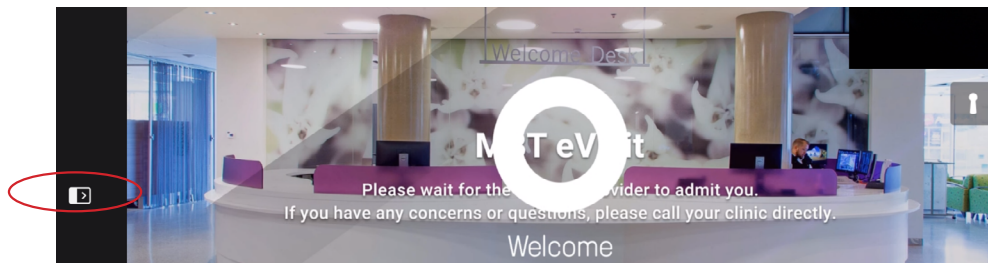 Welcome Desk
Please wait for the to admit you.
If you have any concerns or questions, please call your clinic directly.
Welcome